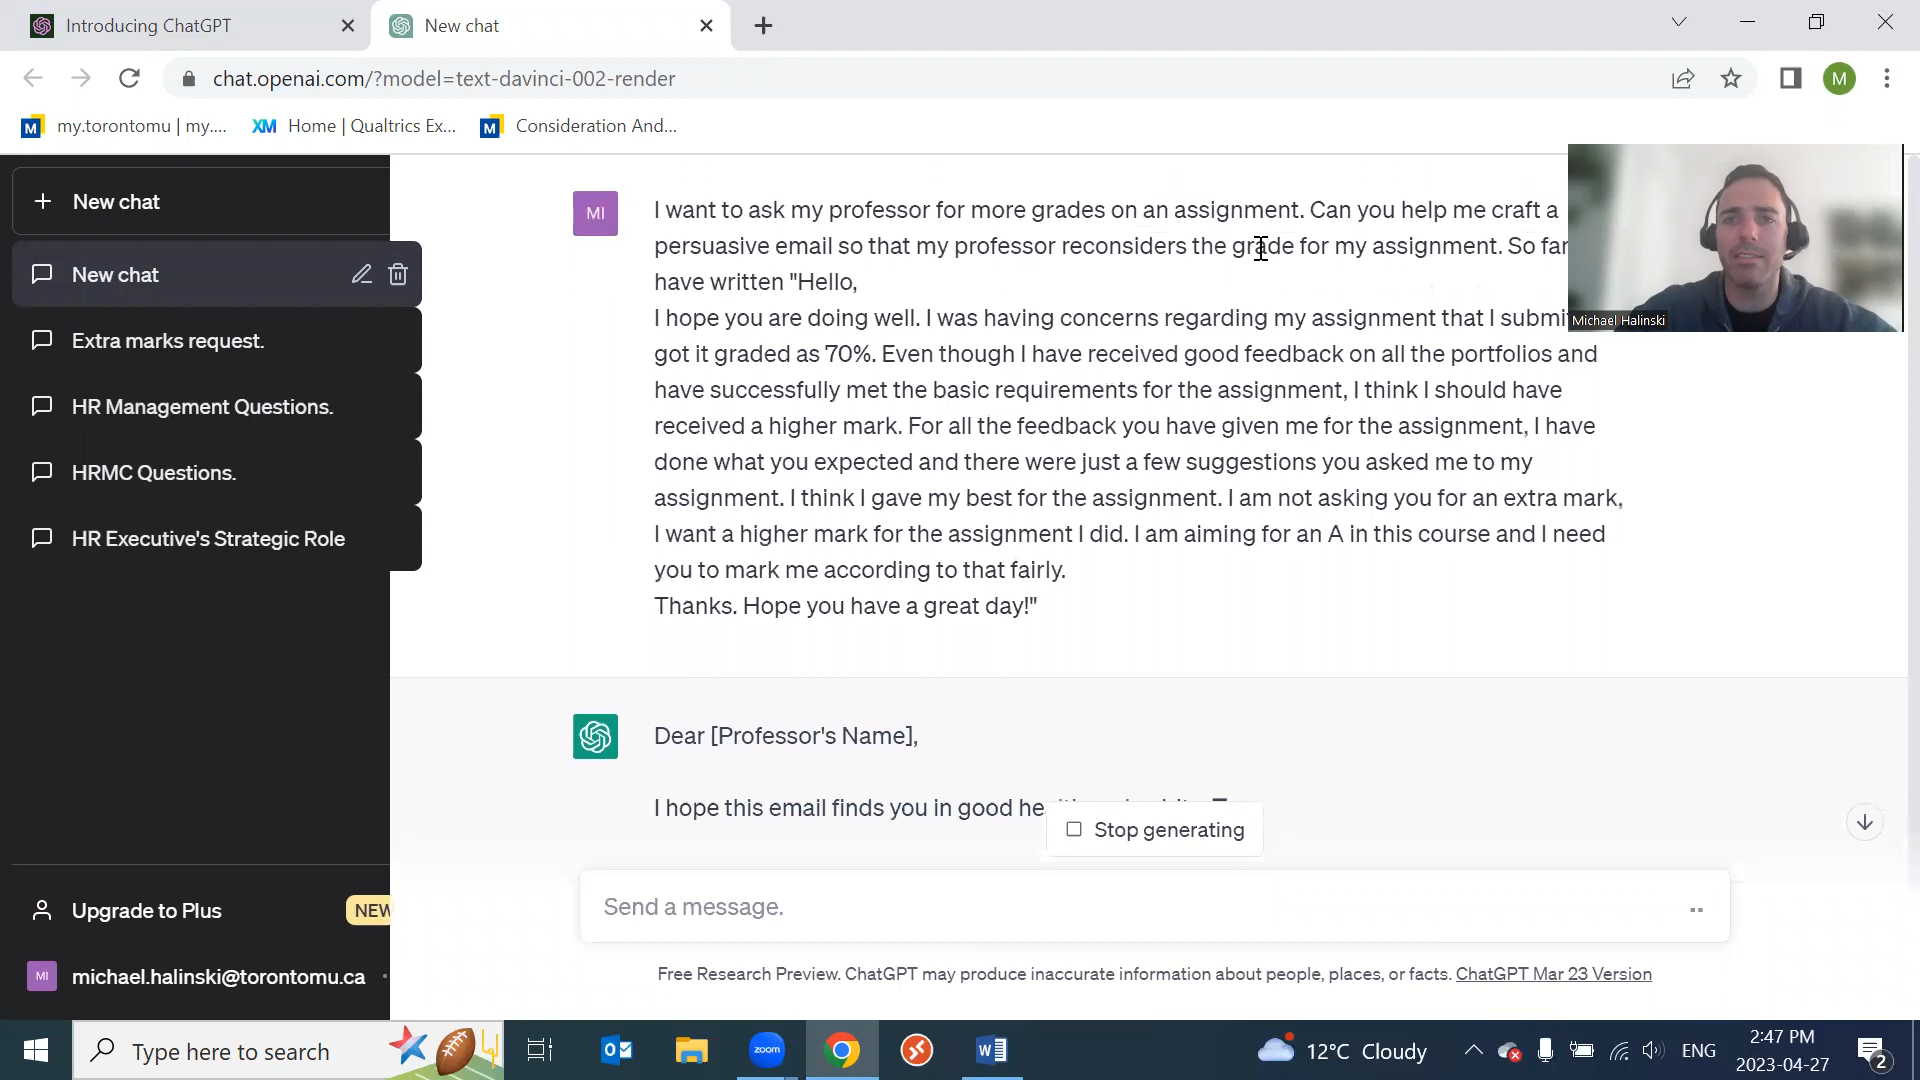 Introducing ChatGPT
New chat
chat.openai.com/?model=text-davinci-002-render
M
my.torontomu | my....
XM Home | Qualtrics Ex...
M Consideration And...
New chat
New chat
Extra marks request.
HR Management Questions.
HRMC Questions.
HR Executive's Strategic Role
Upgrade to Plus
NEW
MI
michael.halinski@torontomu.ca
MI
I want to ask my professor for more grades on an assignment. Can you help me craft a
persuasive email so that my professor reconsiders the grade for my assignment. So far
have written "Hello,
I hope you are doing well. I was having concerns regarding my assignment that I
got it graded as 70%. Even though I have received good feedback on all the portfolios and
have successfully met the basic requirements for the assignment, I think I should have
received a higher mark. For all the feedback you have given me for the assignment, I have
done what you expected and there were just a few suggestions you asked me to my
assignment. I think I gave my best for the assignment. I am not asking you for an extra mark,
I want a higher mark for the assignment I did. I am aiming for an A in this course and I need
you to mark me according to that fairly.
Thanks. Hope you have a great day!"
Michael Halinski
Dear [Professor's Name],
I hope this email finds you in good
Stop generating
Send a message.
Free Research Preview. ChatGPT may produce inaccurate information about people, places, or facts. ChatGPT Mar 23 Version
Type here to search
zoom
12°C Cloudy
ENG
2:47 PM
2023-04-27
2